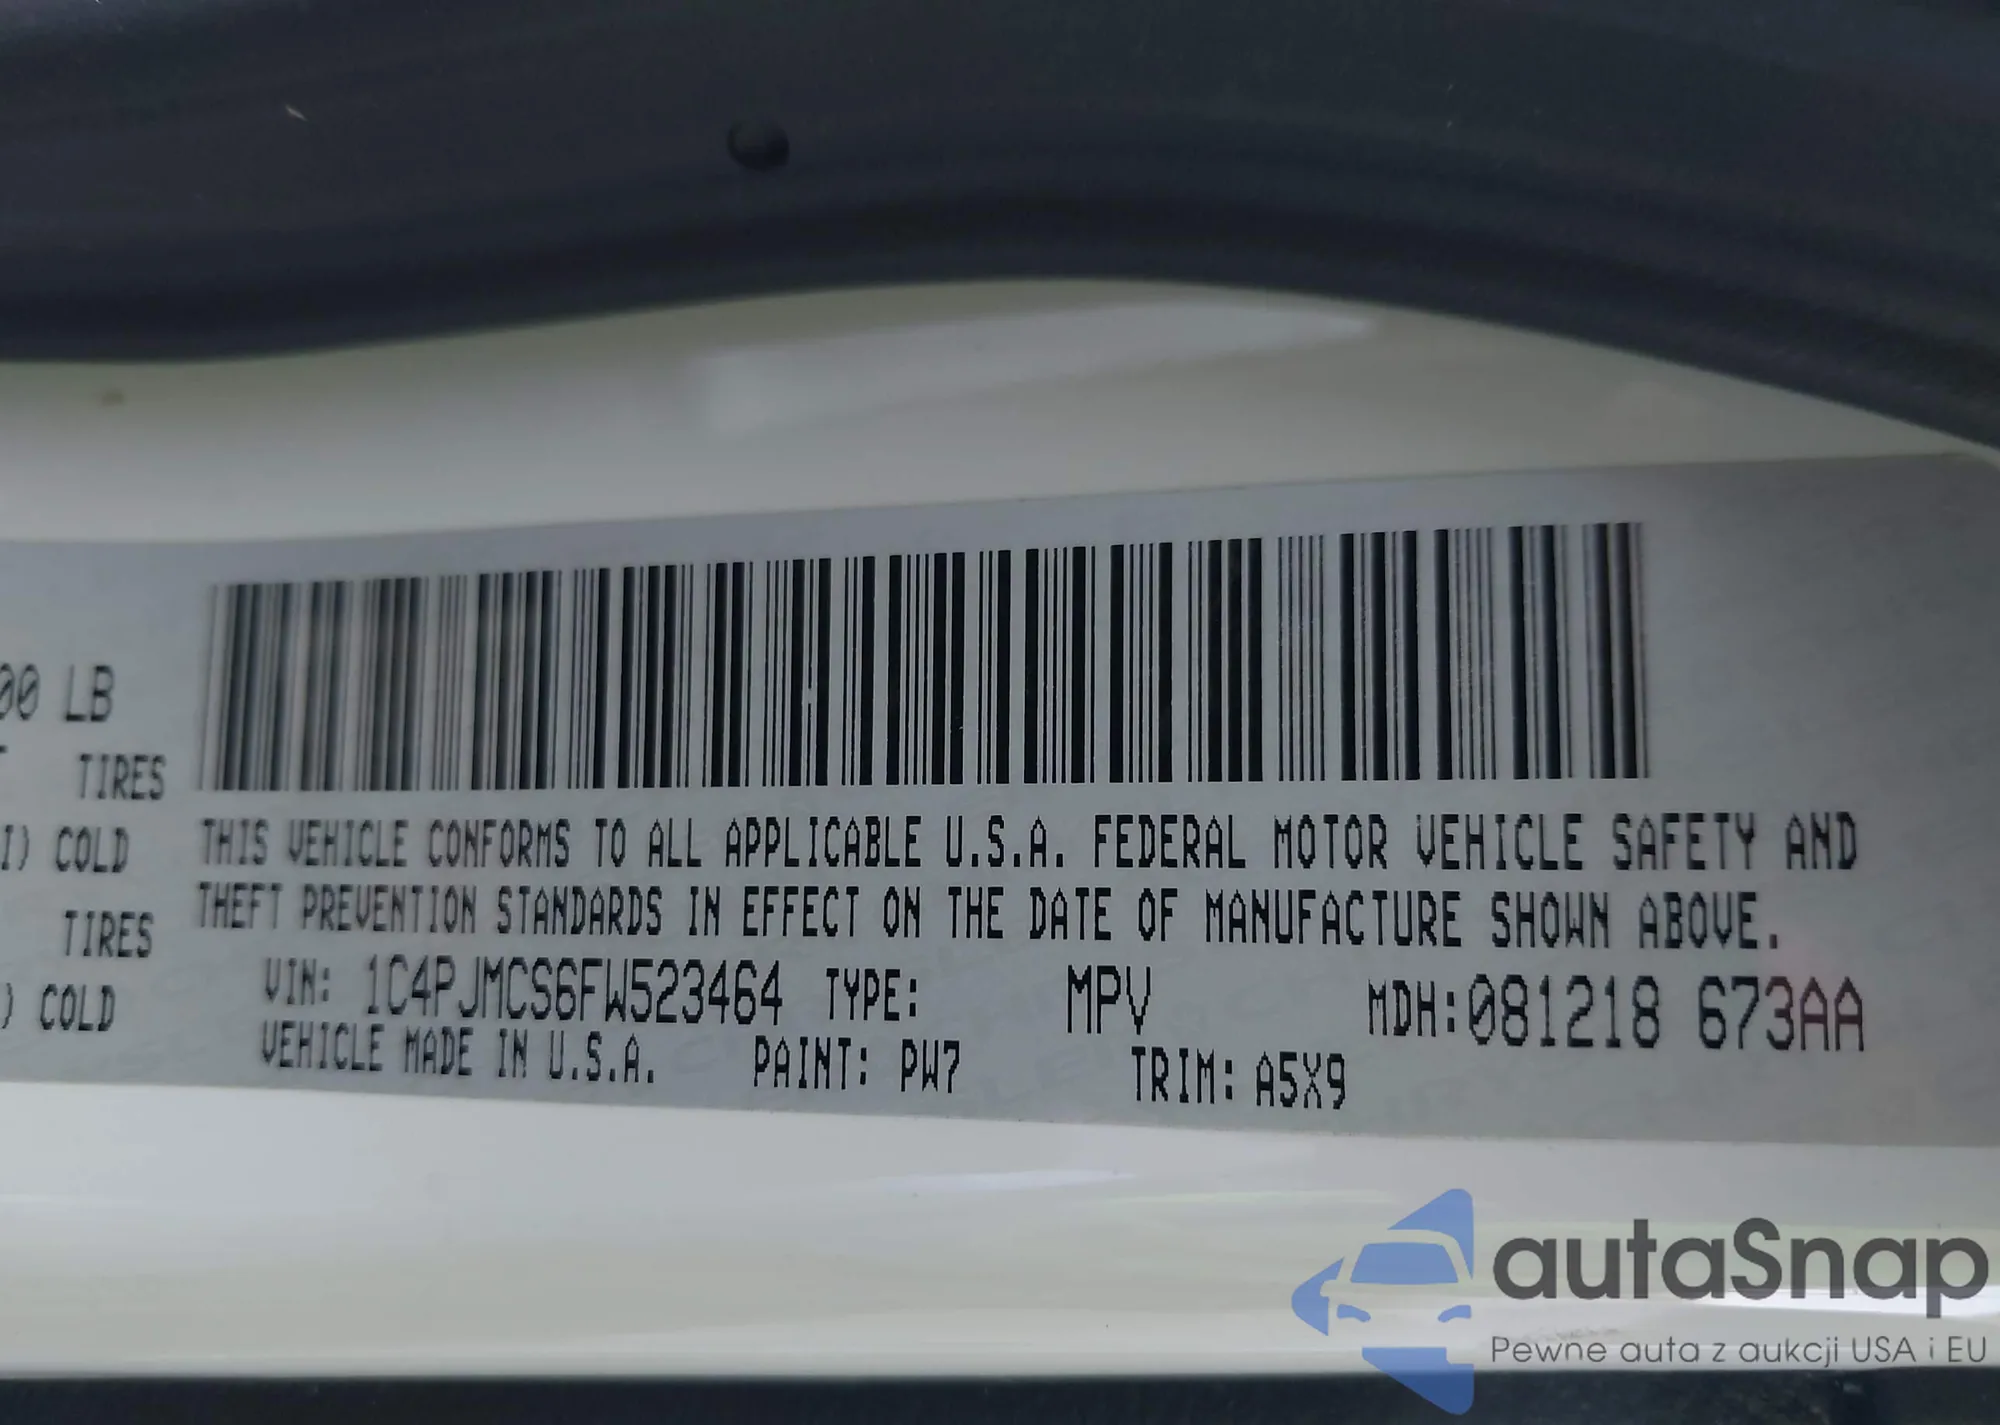 00 LB
TIRES
I) COLD
TIRES
) COLD
THIS VEHICLE CONFORMS TO ALL APPLICABLE U.S.A. FEDERAL MOTOR VEHICLE SAFETY AND
THEFT PREVENTION STANDARDS IN EFFECT ON THE DATE OF MANUFACTURE SHOWN ABOVE.
VIN: 1C4PJMCS6FW523464 TYPE: MPV MDH:081218 673AA
VEHICLE MADE IN U.S.A. PAINT: PW7 TRIM: A5X9
autaSnap
Pewne auta z aukcji USA i EU